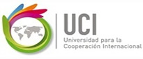 UCI
Universidad para la
Cooperación Internacional